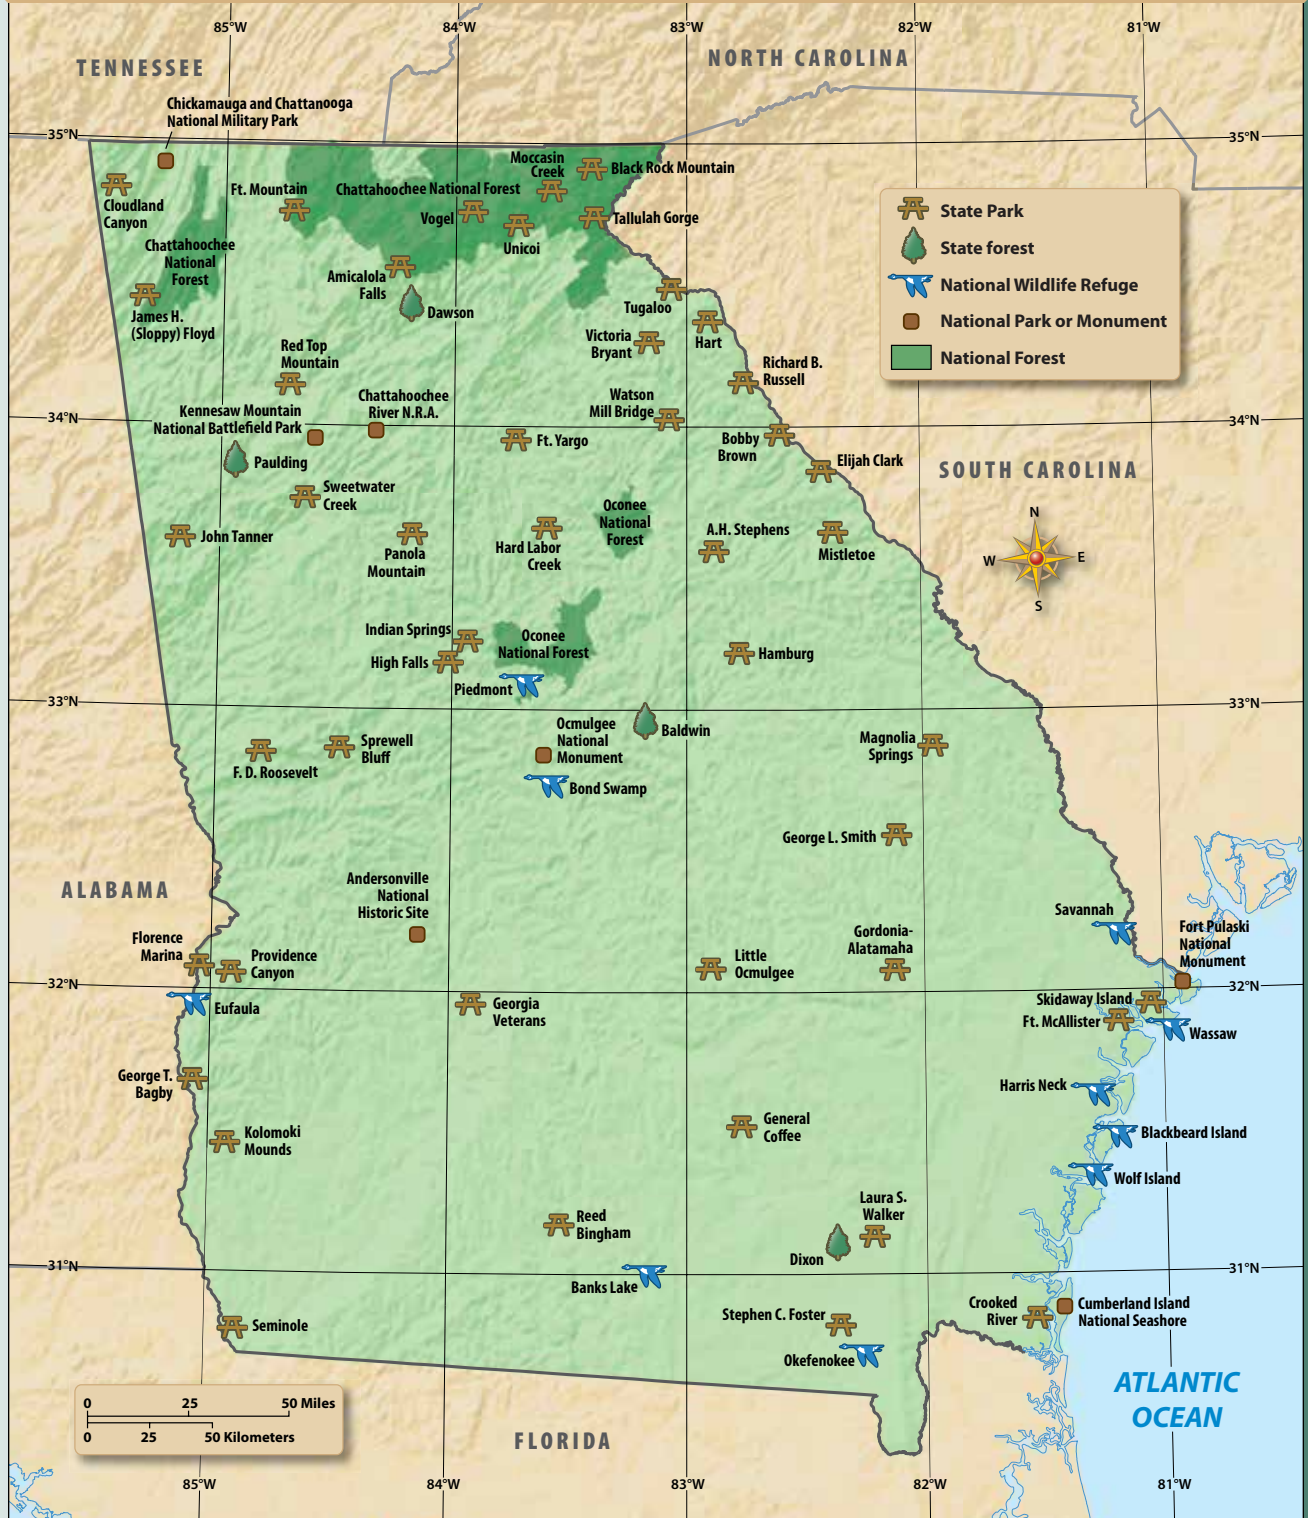 85°W
84°W
83°W
82°W
81°W
TENNESSEE
NORTH CAROLINA
Chickamauga and Chattanooga
National Military Park
35°N
35°N
Cloudland
Canyon
Ft. Mountain
Chattahoochee National Forest
Moccasin
Creek
Black Rock Mountain
Vogel
Unicoi
Tallulah Gorge
Chattahoochee
National
Forest
James H.
(Sloppy) Floyd
Amicalola
Falls
Dawson
Tugaloo
Hart
Victoria
Bryant
State Park
State forest
National Wildlife Refuge
National Park or Monument
National Forest
Red Top
Mountain
Richard B.
Russell
Kennesaw Mountain
National Battlefield Park
Chattahoochee
River N.R.A.
Watson
Mill Bridge
34°N
34°N
Paulding
Ft. Yargo
Bobby
Brown
Elijah Clark
SOUTH CAROLINA
Sweetwater
Creek
John Tanner
Panola
Mountain
Hard Labor
Creek
Oconee
National
Forest
A.H. Stephens
Mistletoe
N
W
E
S
Indian Springs
High Falls
Oconee
National Forest
Piedmont
Hamburg
33°N
33°N
F. D. Roosevelt
Sprewell
Bluff
Ocmulgee
National
Monument
Baldwin
Bond Swamp
Magnolia
Springs
George L. Smith
ALABAMA
Andersonville
National
Historic Site
Savannah
Fort Pulaski
National
Monument
Florence
Marina
Providence
Canyon
Little
Ocmulgee
Gordonia-
Alatamaha
32°N
32°N
Eufaula
Georgia
Veterans
Skidaway Island
Ft. McAllister
Wassaw
George T.
Bagby
Harris Neck
Kolomoki
Mounds
General
Coffee
Blackbeard Island
Wolf Island
Reed
Bingham
Laura S.
Walker
Dixon
31°N
31°N
Banks Lake
Seminole
Stephen C. Foster
Okefenokee
Crooked
River
Cumberland Island
National Seashore
ATLANTIC
OCEAN
0 25 50 Miles
0 25 50 Kilometers
FLORIDA
85°W
84°W
83°W
82°W
81°W